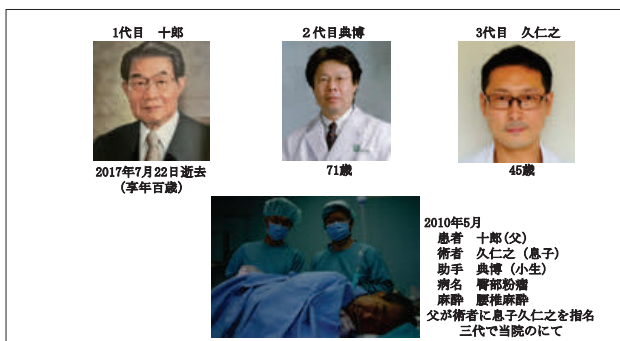 1代目　十郎
２代目典博
3代目　久仁之
2017年7月22日逝去
(享年百歳)
71歳
45歳
2010年5月
患者　十郎(父)
術者　久仁之(息子)
助手　典博(小生)
病名　臀部粉瘤
麻酔　腰椎麻酔
父が術者に息子久仁之を指名
三代で当院のにて